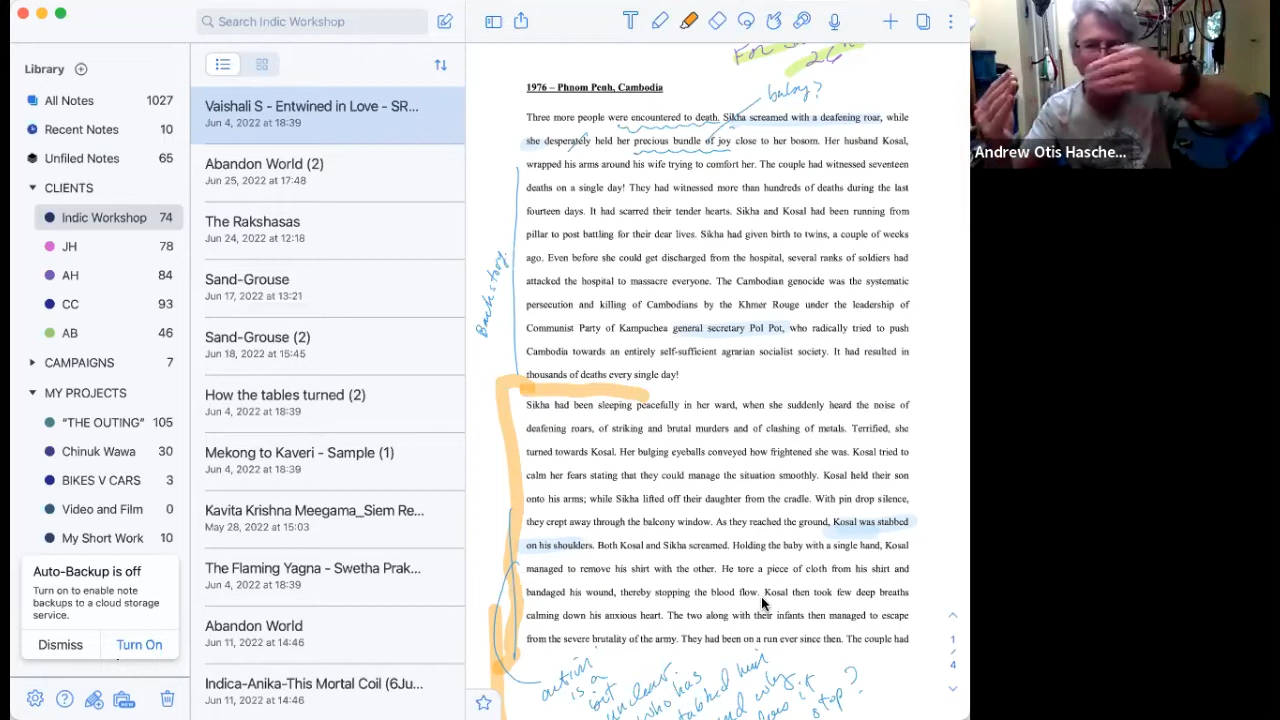 Search Indic Workshop
Library
All Notes 1027
Recent Notes 10
Unfiled Notes 65
CLIENTS
Indic Workshop 74
JH 78
AH 84
CC 93
AB 46
CAMPAIGNS 7
MY PROJECTS
“THE OUTING” 105
Chinuk Wawa 30
BIKES V CARS 3
Video and Film 0
My Short Work 10
Auto-Backup is off
Turn on to enable note
backups to a cloud storage
service.
Dismiss Turn On
Vaishali S - Entwined in Love - SR...
Jun 4, 2022 at 18:39
Abandon World (2)
Jun 25, 2022 at 17:48
The Rakshasas
Jun 24, 2022 at 12:18
Sand-Grouse
Jun 17, 2022 at 13:21
Sand-Grouse (2)
Jun 18, 2022 at 15:45
How the tables turned (2)
Jun 4, 2022 at 18:39
Mekong to Kaveri - Sample (1)
Jun 4, 2022 at 18:39
Kavita Krishna Meegama_Siem Re...
May 28, 2022 at 15:03
The Flaming Yagna - Swetha Prak...
Jun 4, 2022 at 18:39
Abandon World
Jun 11, 2022 at 14:46
Indica-Anika-This Mortal Coil (6Ju...
Jun 11, 2022 at 14:46
For
26
1976 – Phnom Penh, Cambodia
baby?
Three more people were encountered to death. Sikha screamed with a deafening roar, while
she desperately held her precious bundle of joy close to her bosom. Her husband Kosal,
wrapped his arms around his wife trying to comfort her. The couple had witnessed seventeen
deaths on a single day! They had witnessed more than hundreds of deaths during the last
fourteen days. It had scarred their tender hearts. Sikha and Kosal had been running from
pillar to post battling for their dear lives. Sikha had given birth to twins, a couple of weeks
ago. Even before she could get discharged from the hospital, several ranks of soldiers had
attacked the hospital to massacre everyone. The Cambodian genocide was the systematic
persecution and killing of Cambodians by the Khmer Rouge under the leadership of
Communist Party of Kampuchea general secretary Pol Pot, who radically tried to push
Cambodia towards an entirely self-sufficient agrarian socialist society. It had resulted in
thousands of deaths every single day!
Backstory.
Sikha had been sleeping peacefully in her ward, when she suddenly heard the noise of
deafening roars, of striking and brutal murders and of clashing of metals. Terrified, she
turned towards Kosal. Her bulging eyeballs conveyed how frightened she was. Kosal tried to
calm her fears stating that they could manage the situation smoothly. Kosal held their son
onto his arms; while Sikha lifted off their daughter from the cradle. With pin drop silence,
they crept away through the balcony window. As they reached the ground, Kosal was stabbed
on his shoulders. Both Kosal and Sikha screamed. Holding the baby with a single hand, Kosal
managed to remove his shirt with the other. He tore a piece of cloth from his shirt and
bandaged his wound, thereby stopping the blood flow. Kosal then took few deep breaths
calming down his anxious heart. The two along with their infants then managed to escape
from the severe brutality of the army. They had been on a run ever since then. The couple had
action
is a
bit
unclear.
who has
stabbed him
and why.
does it
stop?
1
/
4
Andrew Otis Hasche...